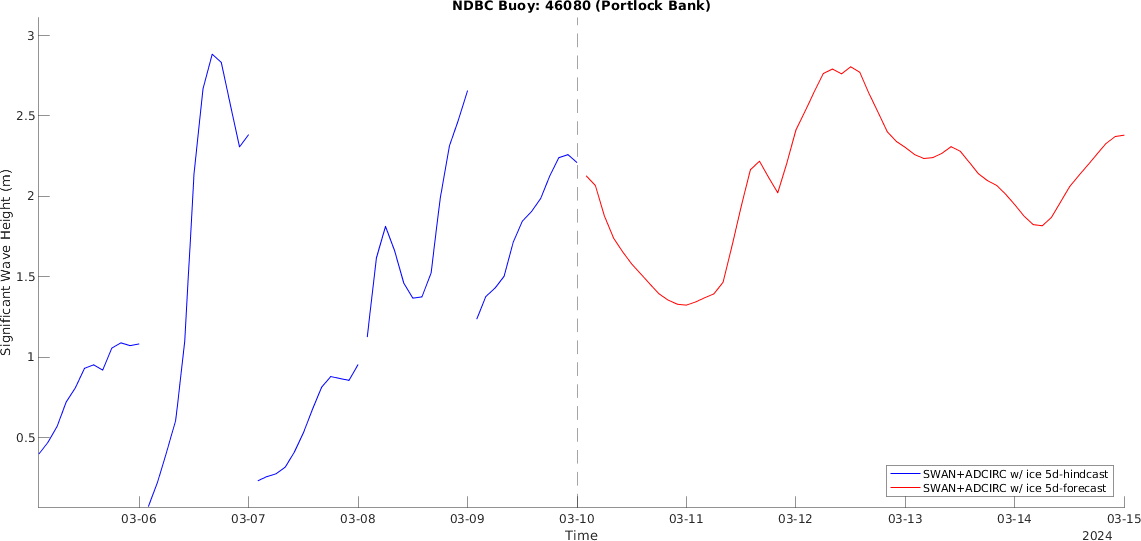 NDBC Buoy: 46080 (Portlock Bank)
3
2.5
2
1.5
1
0.5
Significant Wave Height (m)
SWAN+ADCIRC w/ ice 5d-hindcast
SWAN+ADCIRC w/ ice 5d-forecast
03-06 03-07 03-08 03-09 03-10 03-11 03-12 03-13 03-14 03-15
Time
2024